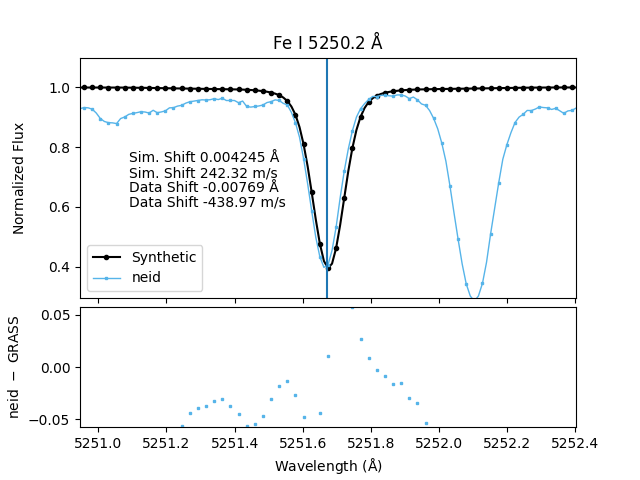 Fe I 5250.2 Å
1.0
0.8
0.6
0.4
Normalized Flux
Sim. Shift 0.004245 Å
Sim. Shift 242.32 m/s
Data Shift -0.00769 Å
Data Shift -438.97 m/s
Synthetic
neid
0.05
0.00
−0.05
neid − GRASS
5251.0 5251.2 5251.4 5251.6 5251.8 5252.0 5252.2 5252.4
Wavelength (Å)